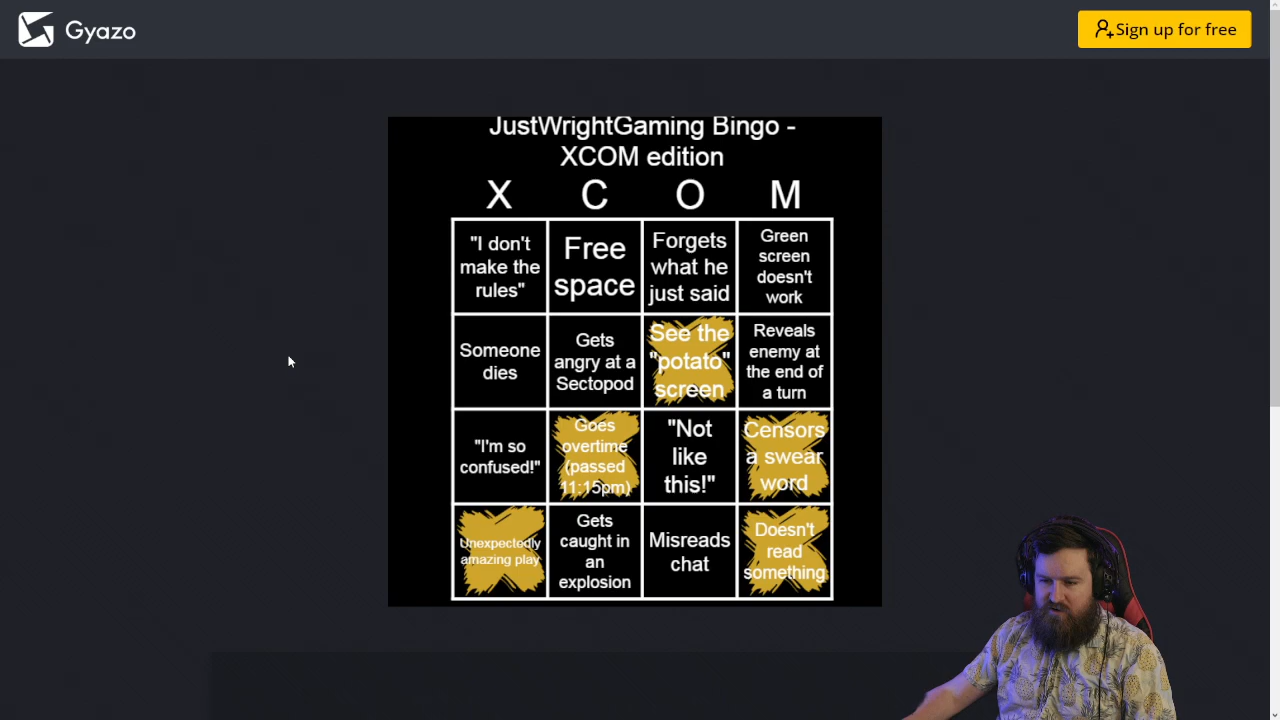 Gyazo
Sign up for free
JustWrightGaming Bingo -
XCOM edition
X C O M
"I don't
make the
rules"
Free
space
Forgets
what he
just said
Green
screen
doesn't
work
Someone
dies
Gets
angry at a
Sectopod
See the
"potato"
screen
Reveals
enemy at
the end of
a turn
"I'm so
confused!"
Goes
overtime
(passed
11:15pm)
"Not
like
this!"
Censors
a swear
word
Unexpectedly
amazing play
Gets
caught in
an
explosion
Misreads
chat
Doesn't
read
something